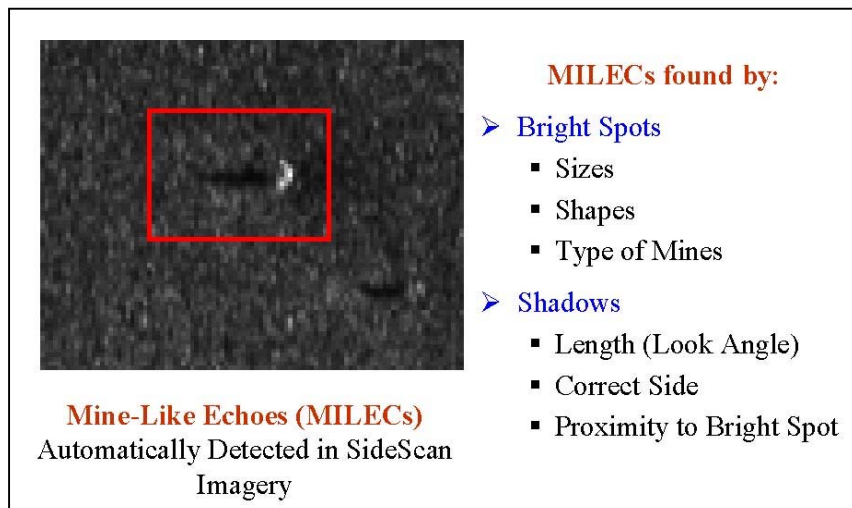 MILECs found by:
➢ Bright Spots
▪ Sizes
▪ Shapes
▪ Type of Mines
➢ Shadows
▪ Length (Look Angle)
▪ Correct Side
▪ Proximity to Bright Spot
Mine-Like Echoes (MILECs)
Automatically Detected in SideScan
Imagery